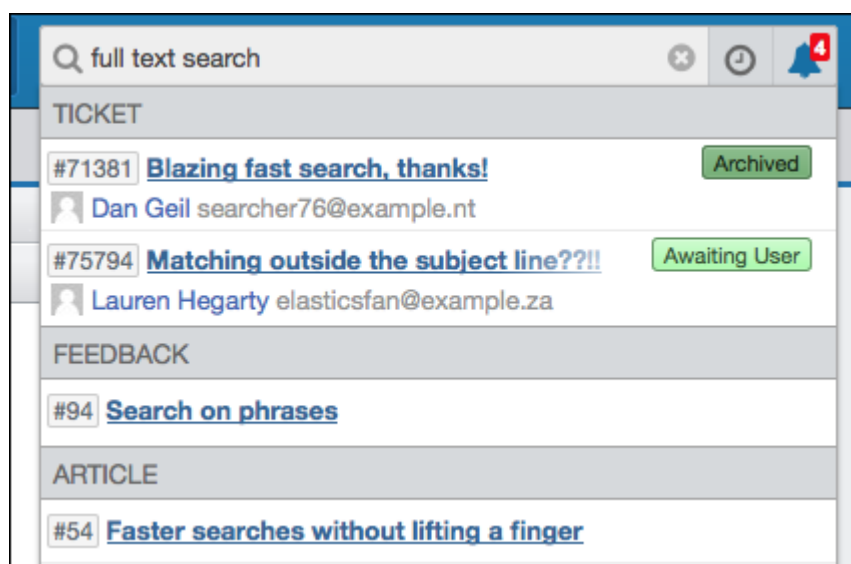 full text search
4
TICKET
#71381 Blazing fast search, thanks! Archived
Dan Geil searcher76@example.nt
#75794 Matching outside the subject line??!! Awaiting User
Lauren Hegarty elasticsfan@example.za
FEEDBACK
#94 Search on phrases
ARTICLE
#54 Faster searches without lifting a finger